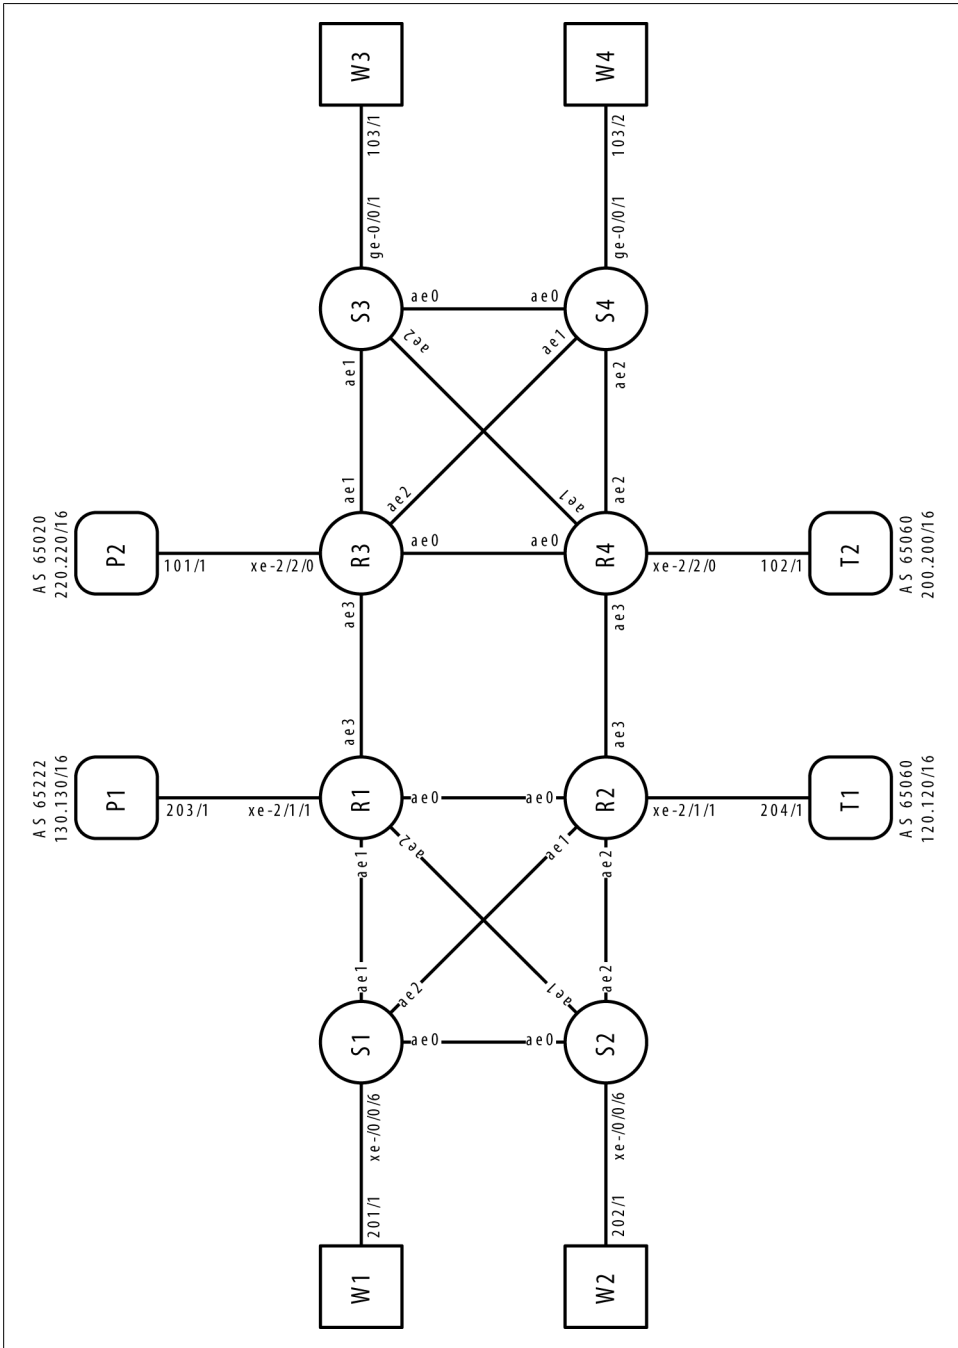 W3
W4
103/1
103/2
ge-0/0/1
ge-0/0/1
S3
ae0
ae0
S4
ae2
ae1
ae1
ae2
AS 65020
220.220/16
P2
101/1
xe-2/2/0
ae1
ae2
ae1
ae2
R3
ae0
ae0
R4
xe-2/2/0
102/1
T2
AS 65060
200.200/16
ae3
ae3
AS 65222
130.130/16
P1
203/1
xe-2/1/1
ae3
ae3
R1
ae0
ae0
R2
xe-2/1/1
204/1
T1
AS 65060
120.120/16
ae1
ae2
ae1
ae2
ae1
ae2
ae1
ae2
S1
ae0
ae0
S2
xe-/0/0/6
xe-/0/0/6
201/1
202/1
W1
W2